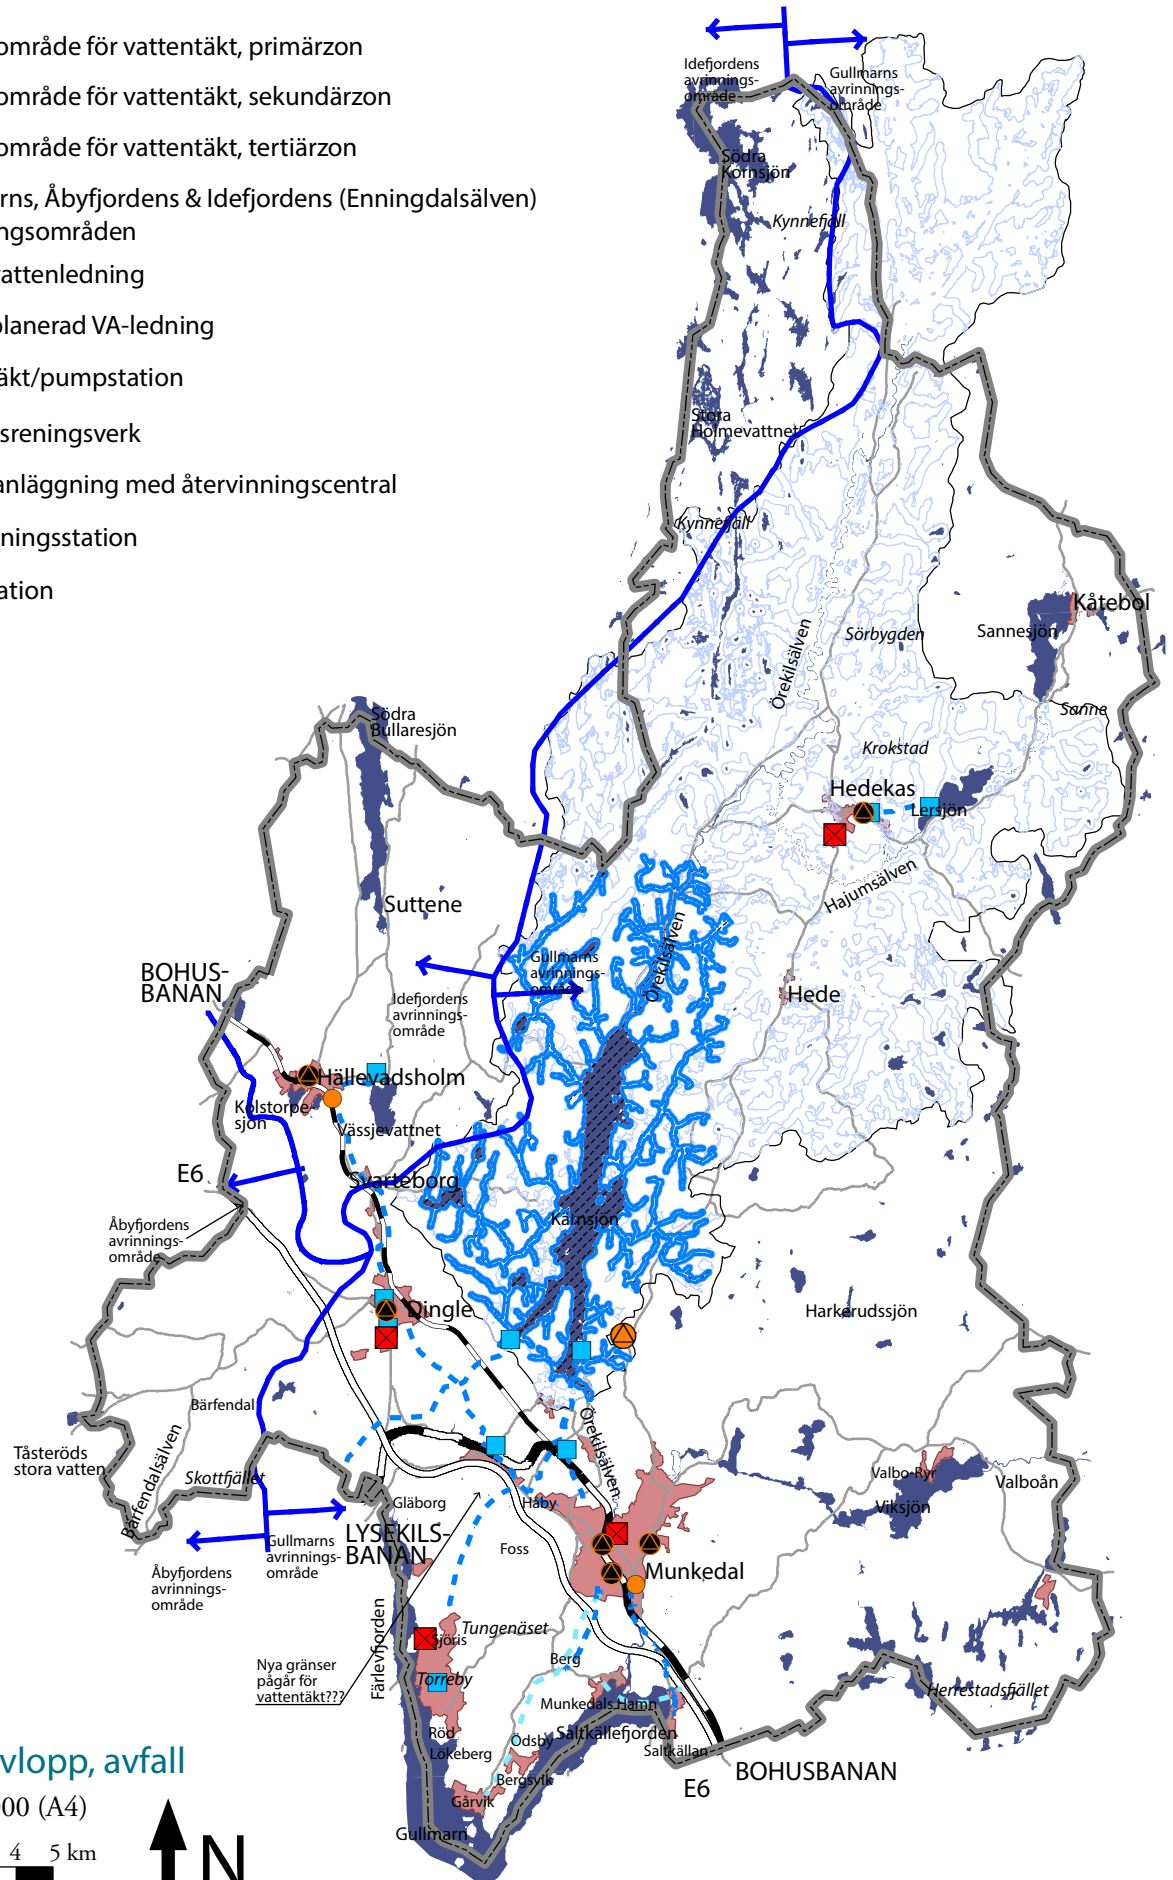 område för vattentäkt, primärzon
område för vattentäkt, sekundärzon
område för vattentäkt, tertiärzon
rns, Åbyfjordens & Idefjordens (Enningdalsälven)
ngsområden
vattenledning
planerad VA-ledning
äkt/pumpstation
sreningsverk
anläggning med återvinningscentral
ningsstation
ation
Idefjordens
avrinnings-
område
Gullmarns
avrinnings-
område
Södra
Kornsjön
Kynnefjäll
Stora
Holmevattnet
Kynnefjäll
Örekilsälven
Sörbygden
Sannesjön
Kåtebol
Sanne
Krokstad
Södra
Bullaresjön
Hedekas
Lersjön
Hajumsälven
Suttene
Örekilsälven
Gullmarns
avrinnings-
område
BOHUS-
BANAN
Idefjordens
avrinnings-
område
Hede
Hällevadsholm
Kolstorpe-
sjön
Vässjevattnet
E6
Svarteborg
Kärnsjön
Åbyfjordens
avrinnings-
område
Dingle
Harkerudssjön
Bärfendal
Örekilsälven
Tåsteröds
stora vatten
Bärfendalsälven
Skottfjället
Valbo-Ryr
Valboån
Viksjön
Gläborg
Håby
LYSEKILS-
BANAN
Gullmarns
avrinnings-
område
Foss
Åbyfjordens
avrinnings-
område
Munkedal
Färlevfjorden
Tungenäset
Sjöris
Berg
Nya gränser
pågår för
vattentäkt???
Torreby
Herrestadsfjället
Munkedals Hamn
Röd
Saltkällefjorden
Ödsby
Lökeberg
Saltkällan
Bergsvik
BOHUSBANAN
E6
Gårvik
Gullmarn
vlopp, avfall
000 (A4)
4 5 km
N